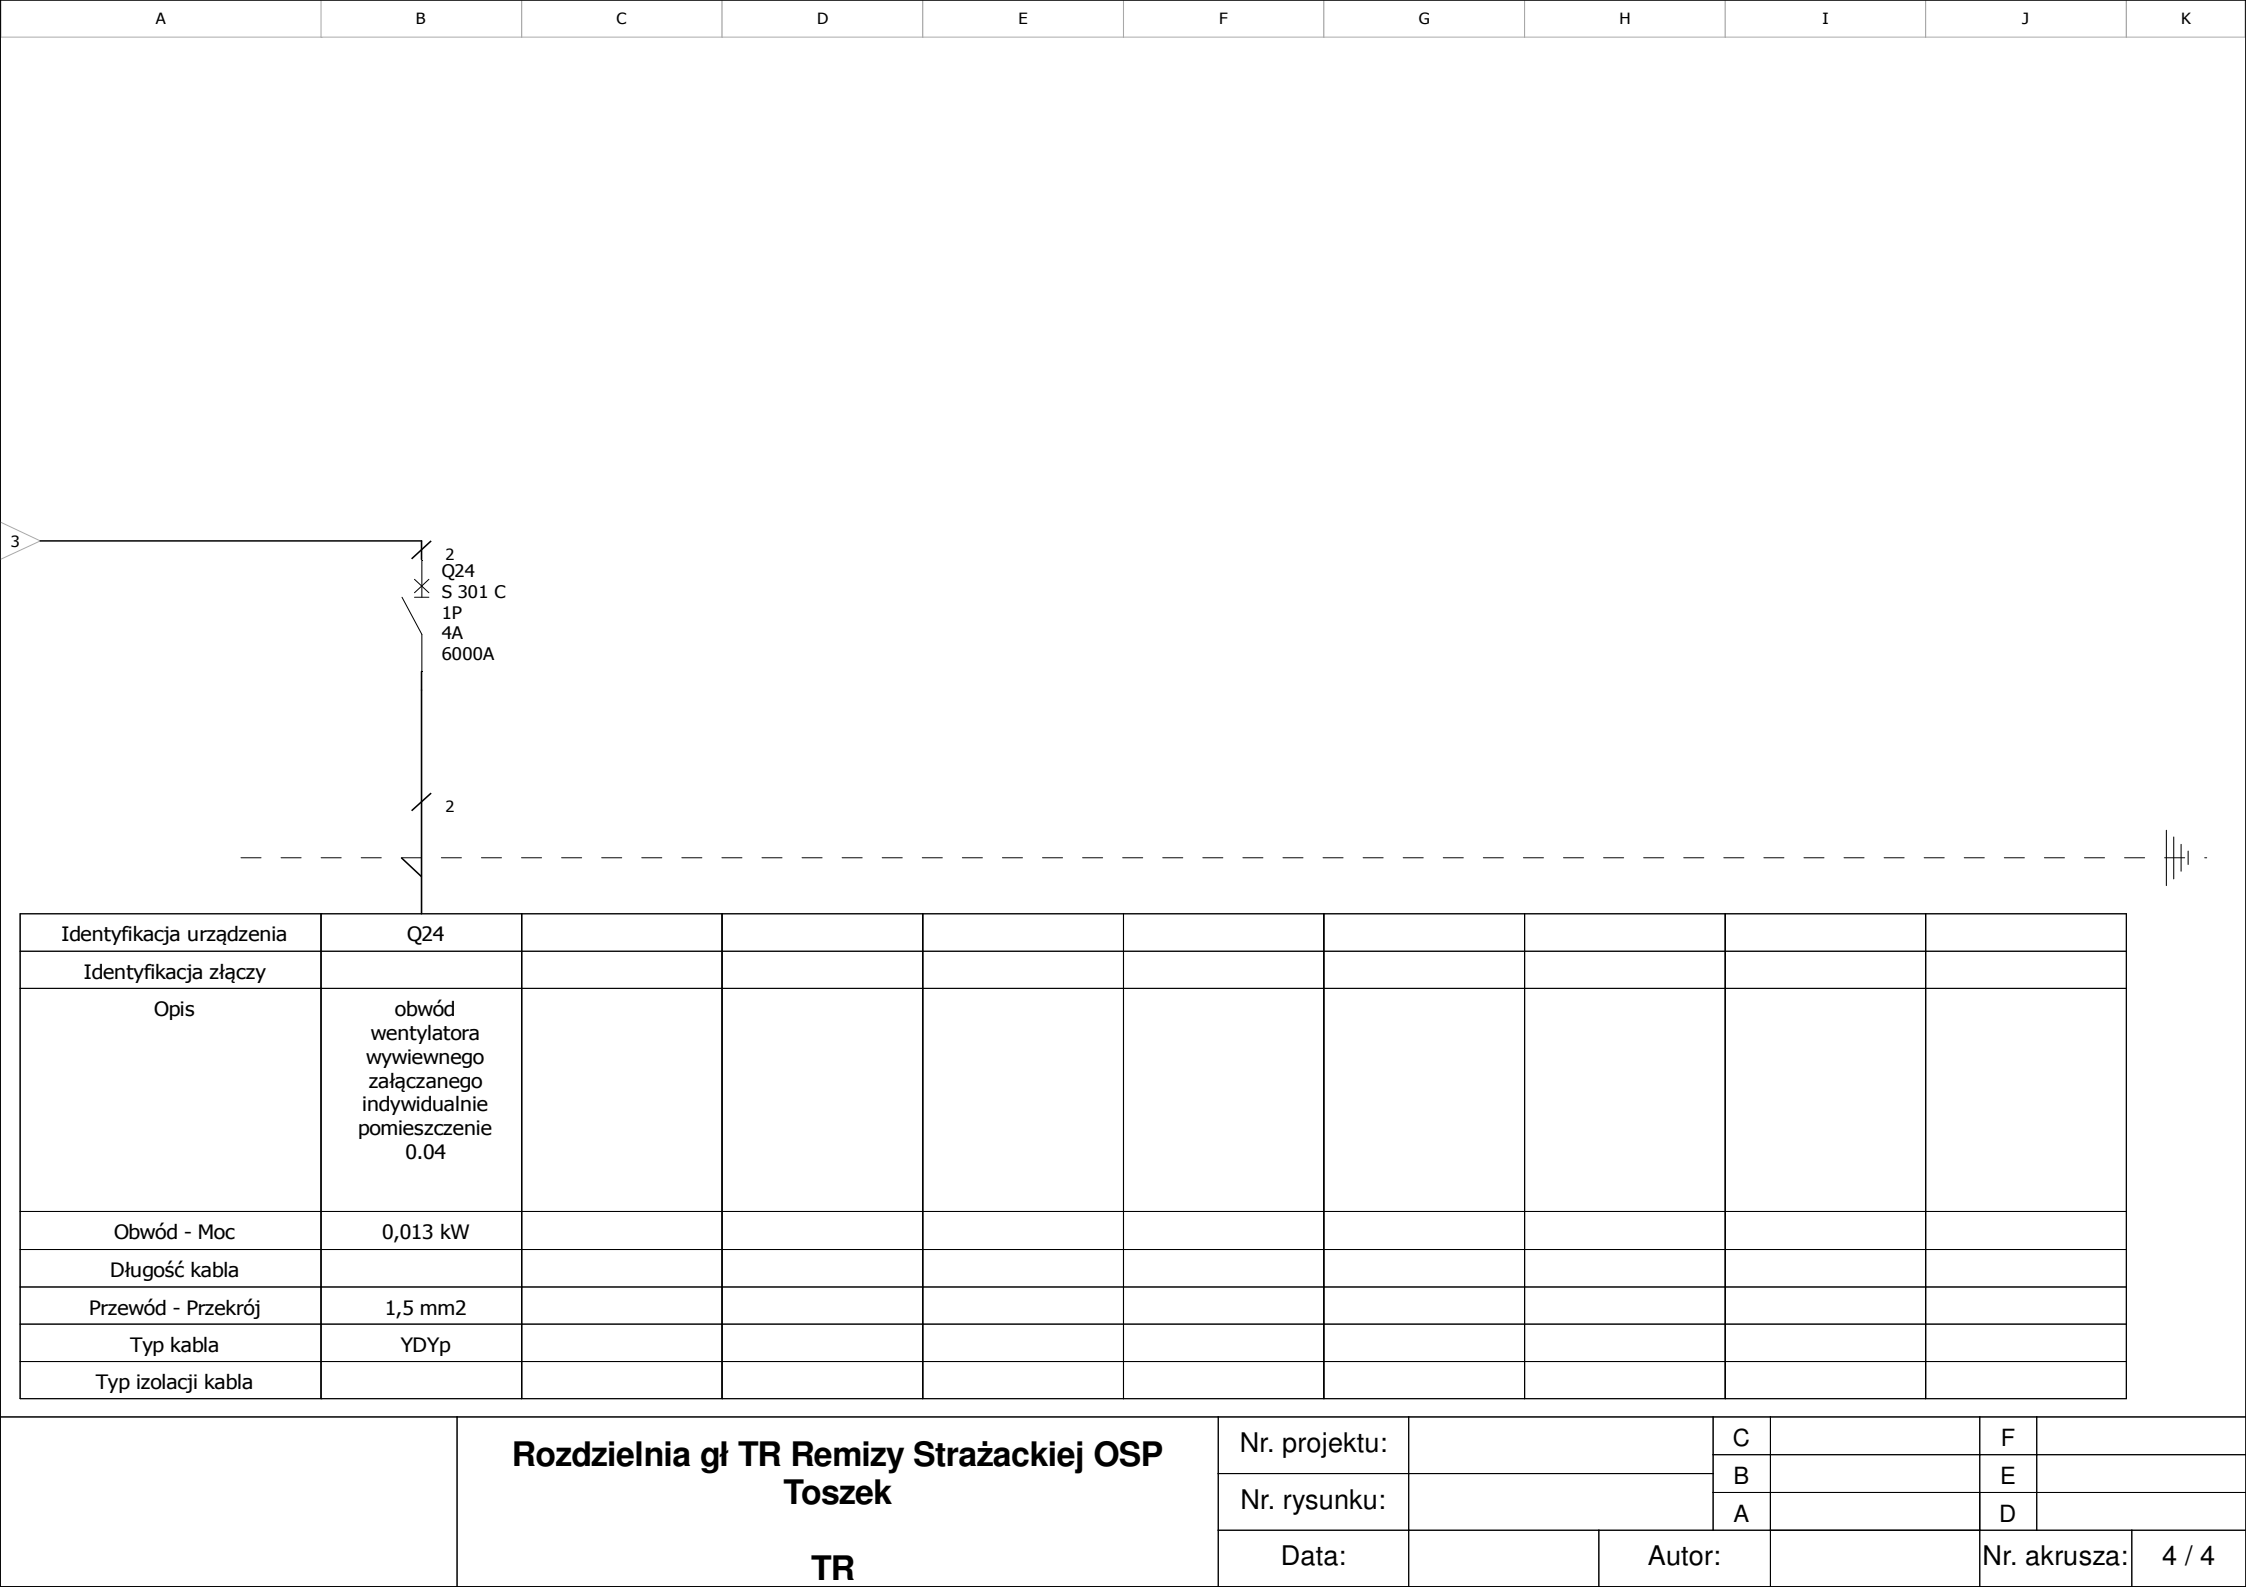 A B C D E F G H I J K
3
2
Q24
S 301 C
1P
4A
6000A
2
Identyfikacja urządzenia Q24
Identyfikacja złączy
Opis obwód
wentylatora
wywiewnego
załączanego
indywidualnie
pomieszczenie
0.04
Obwód - Moc 0,013 kW
Długość kabla
Przewód - Przekrój 1,5 mm2
Typ kabla YDYp
Typ izolacji kabla
Rozdzielnia gł TR Remizy Strażackiej OSP
Toszek
TR
Nr. projektu:
Nr. rysunku:
C F
B E
A D
Data: Autor: Nr. akrusza: 4 / 4